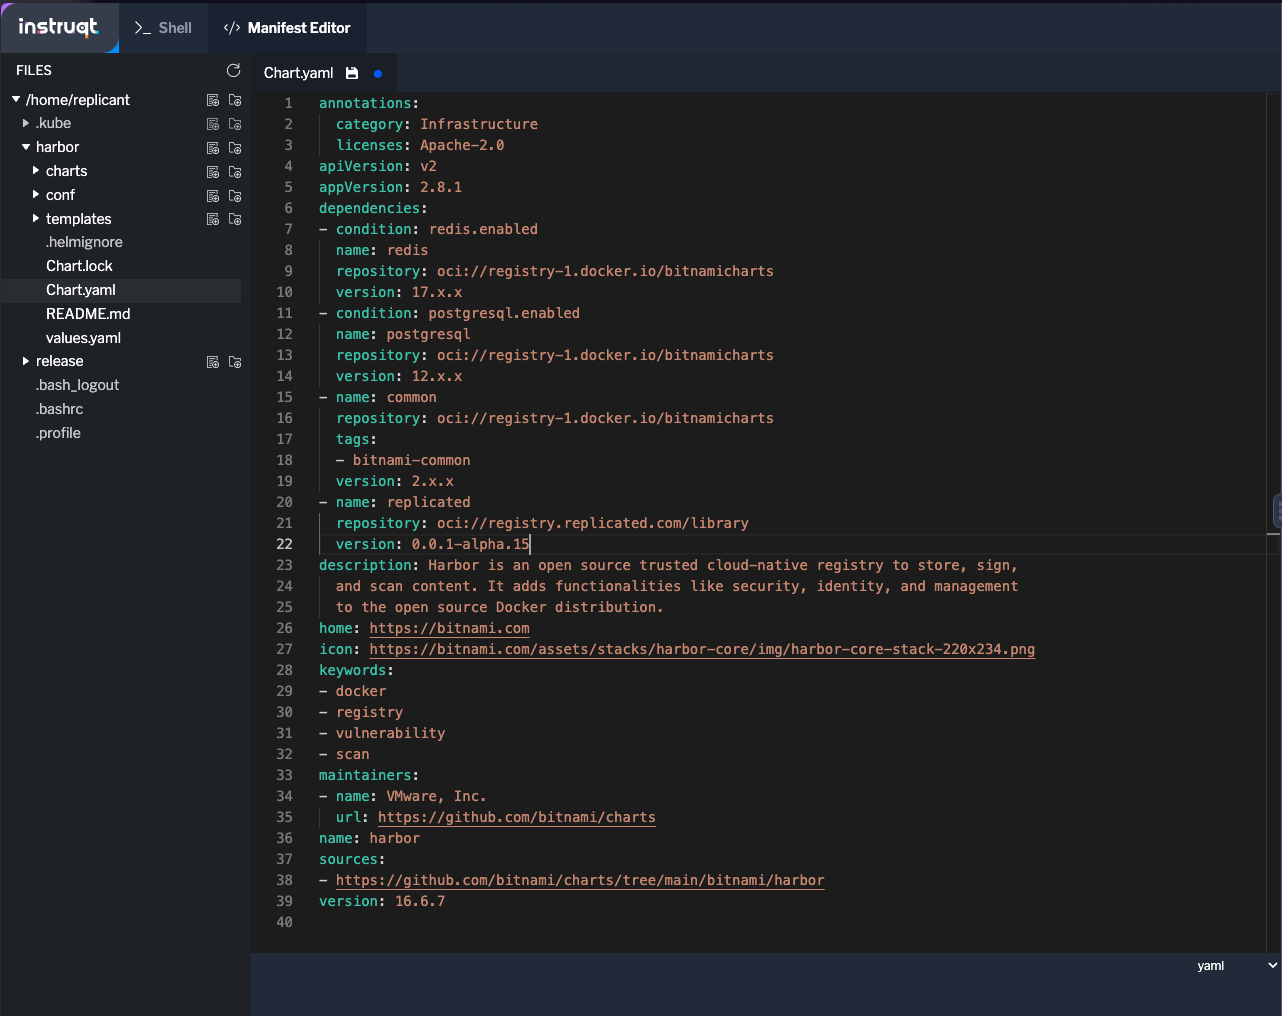 instruqt
>_ Shell
</> Manifest Editor
FILES
/home/replicant
.kube
harbor
charts
conf
templates
.helmignore
Chart.lock
Chart.yaml
README.md
values.yaml
release
.bash_logout
.bashrc
.profile
Chart.yaml
1 annotations:
2 category: Infrastructure
3 licenses: Apache-2.0
4 apiVersion: v2
5 appVersion: 2.8.1
6 dependencies:
7 - condition: redis.enabled
8 name: redis
9 repository: oci://registry-1.docker.io/bitnamicharts
10 version: 17.x.x
11 - condition: postgresql.enabled
12 name: postgresql
13 repository: oci://registry-1.docker.io/bitnamicharts
14 version: 12.x.x
15 - name: common
16 repository: oci://registry-1.docker.io/bitnamicharts
17 tags:
18 - bitnami-common
19 version: 2.x.x
20 - name: replicated
21 repository: oci://registry.replicated.com/library
22 version: 0.0.1-alpha.15
23 description: Harbor is an open source trusted cloud-native registry to store, sign,
24 and scan content. It adds functionalities like security, identity, and management
25 to the open source Docker distribution.
26 home: https://bitnami.com
27 icon: https://bitnami.com/assets/stacks/harbor-core/img/harbor-core-stack-220x234.png
28 keywords:
29 - docker
30 - registry
31 - vulnerability
32 - scan
33 maintainers:
34 - name: VMware, Inc.
35 url: https://github.com/bitnami/charts
36 name: harbor
37 sources:
38 - https://github.com/bitnami/charts/tree/main/bitnami/harbor
39 version: 16.6.7
40
yaml